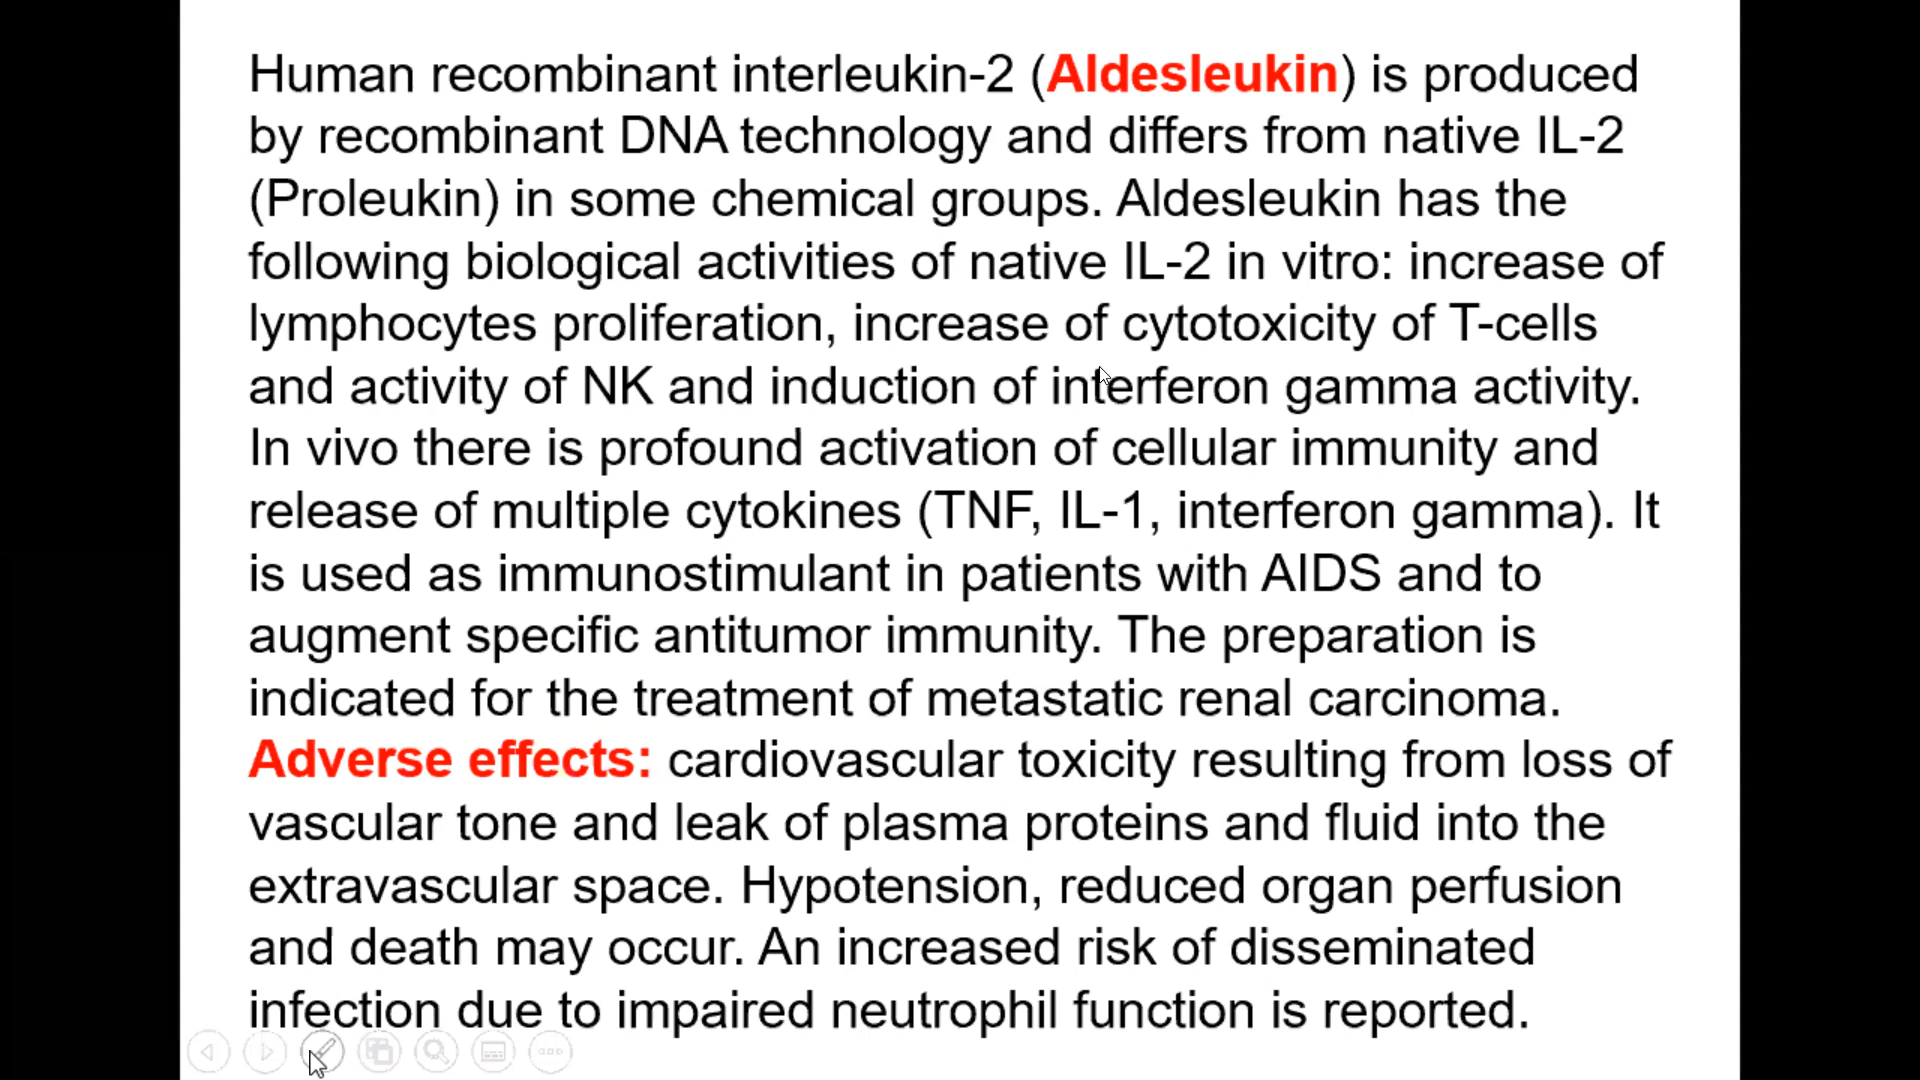 Human recombinant interleukin-2 (Aldesleukin) is produced
by recombinant DNA technology and differs from native IL-2
(Proleukin) in some chemical groups. Aldesleukin has the
following biological activities of native IL-2 in vitro: increase of
lymphocytes proliferation, increase of cytotoxicity of T-cells
and activity of NK and induction of interferon gamma activity.
In vivo there is profound activation of cellular immunity and
release of multiple cytokines (TNF, IL-1, interferon gamma). It
is used as immunostimulant in patients with AIDS and to
augment specific antitumor immunity. The preparation is
indicated for the treatment of metastatic renal carcinoma.
Adverse effects: cardiovascular toxicity resulting from loss of
vascular tone and leak of plasma proteins and fluid into the
extravascular space. Hypotension, reduced organ perfusion
and death may occur. An increased risk of disseminated
infection due to impaired neutrophil function is reported.